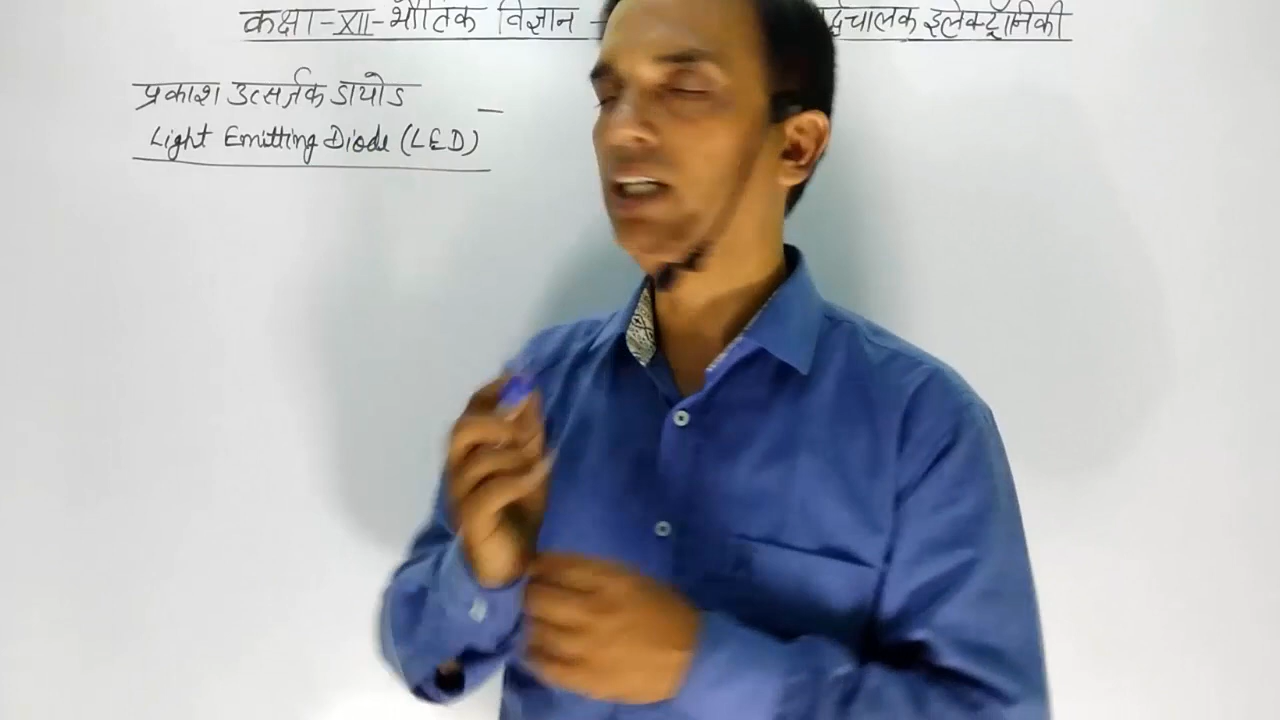 कक्षा-XII-भौतिक विज्ञान - इलेक्ट्रॉनिकी
प्रकाश उत्सर्जक डायोड -
Light Emitting Diode (LED)